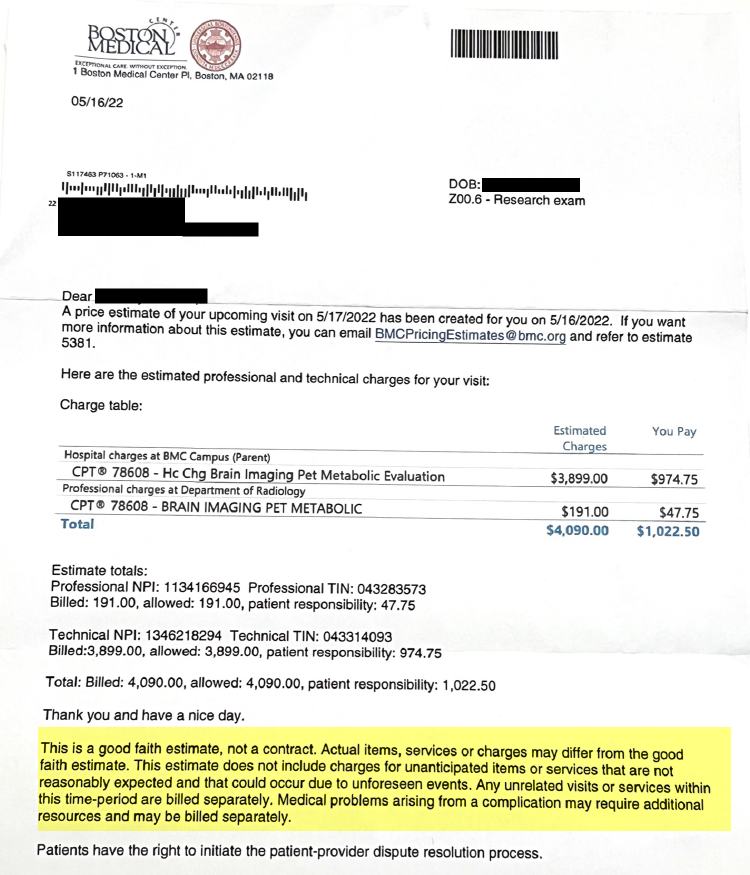 BOSTON
CENTER
MEDICAL
EXCEPTIONAL CARE. WITHOUT EXCEPTION.
1 Boston Medical Center Pl, Boston, MA 02118
05/16/22
S117463 P71063 - 1-M1
22
DOB:
Z00.6 - Research exam
Dear
A price estimate of your upcoming visit on 5/17/2022 has been created for you on 5/16/2022. If you want
more information about this estimate, you can email BMCPricingEstimates@bmc.org and refer to estimate
5381.
Here are the estimated professional and technical charges for your visit:
Charge table:
Estimated Charges You Pay
Hospital charges at BMC Campus (Parent)
CPT® 78608 - Hc Chg Brain Imaging Pet Metabolic Evaluation $3,899.00 $974.75
Professional charges at Department of Radiology
CPT® 78608 - BRAIN IMAGING PET METABOLIC $191.00 $47.75
Total $4,090.00 $1,022.50
Estimate totals:
Professional NPI: 1134166945 Professional TIN: 043283573
Billed: 191.00, allowed: 191.00, patient responsibility: 47.75
Technical NPI: 1346218294 Technical TIN: 043314093
Billed:3,899.00, allowed: 3,899.00, patient responsibility: 974.75
Total: Billed: 4,090.00, allowed: 4,090.00, patient responsibility: 1,022.50
Thank you and have a nice day.
This is a good faith estimate, not a contract. Actual items, services or charges may differ from the good
faith estimate. This estimate does not include charges for unanticipated items or services that are not
reasonably expected and that could occur due to unforeseen events. Any unrelated visits or services within
this time-period are billed separately. Medical problems arising from a complication may require additional
resources and may be billed separately.
Patients have the right to initiate the patient-provider dispute resolution process.